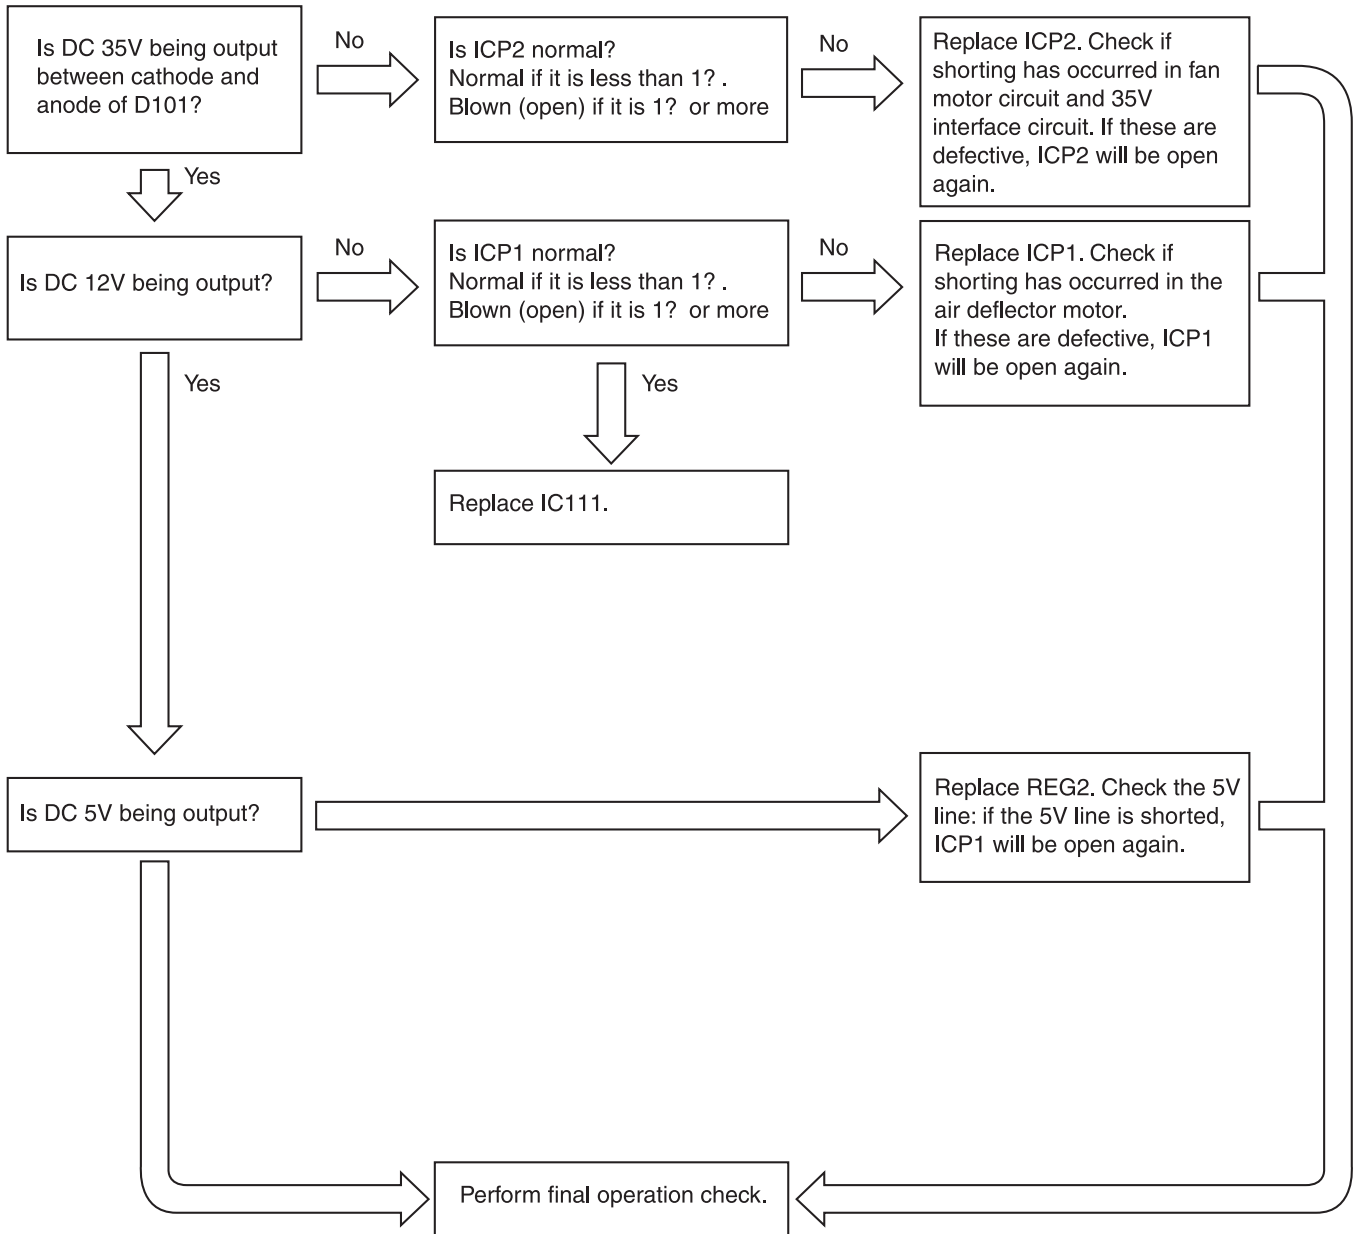 Is DC 35V being output
between cathode and
anode of D101?
No
Is ICP2 normal?
Normal if it is less than 1? .
Blown (open) if it is 1? or more
No
Replace ICP2. Check if
shorting has occurred in fan
motor circuit and 35V
interface circuit. If these are
defective, ICP2 will be open
again.
Yes
Is DC 12V being output?
No
Is ICP1 normal?
Normal if it is less than 1? .
Blown (open) if it is 1? or more
No
Replace ICP1. Check if
shorting has occurred in the
air deflector motor.
If these are defective, ICP1
will be open again.
Yes
Yes
Replace IC111.
Is DC 5V being output?
Replace REG2. Check the 5V
line: if the 5V line is shorted,
ICP1 will be open again.
Perform final operation check.